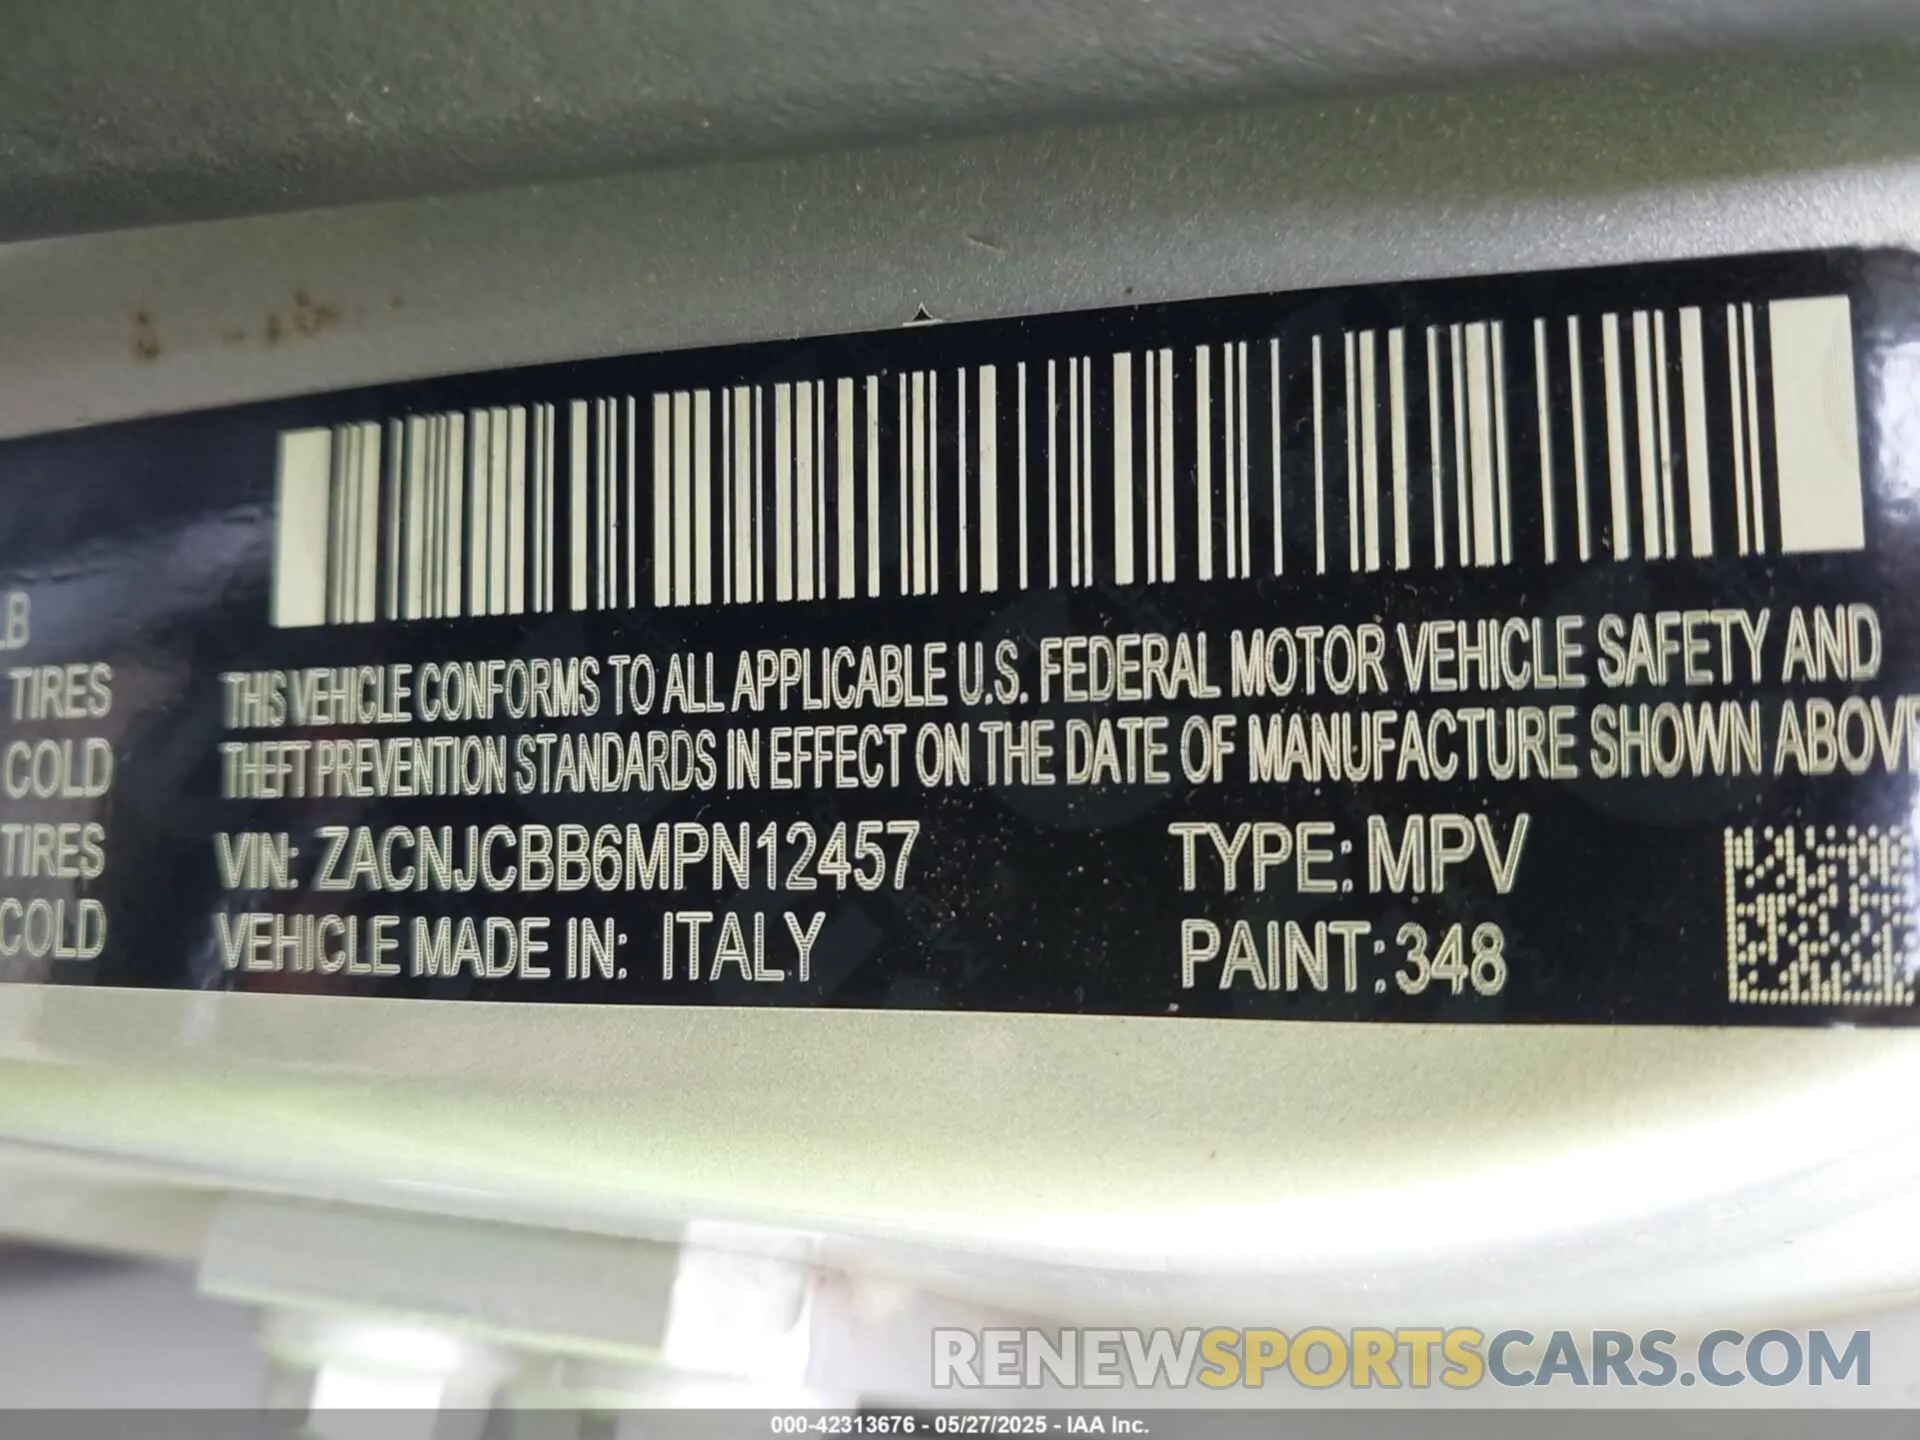 LB
TIRES
COLD
TIRES
COLD
THIS VEHICLE CONFORMS TO ALL APPLICABLE U.S. FEDERAL MOTOR VEHICLE SAFETY AND
THEFT PREVENTION STANDARDS IN EFFECT ON THE DATE OF MANUFACTURE SHOWN ABOVE
VIN: ZACNJCBB6MPN12457
TYPE: MPV
VEHICLE MADE IN: ITALY
PAINT: 348
RENEWSPORTSCARS.COM
000-42313676 - 05/27/2025 - IAA Inc.